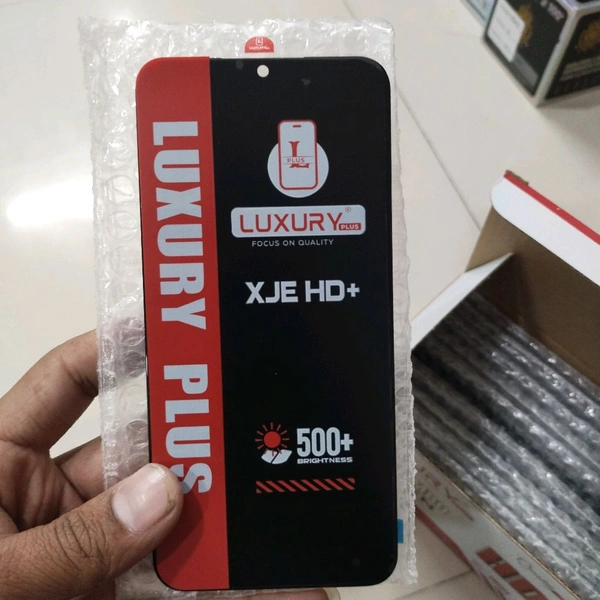 LUXURY PLUS
L
PLUS
LUXURY®
PLUS
FOCUS ON QUALITY
XJE HD+
500+
BRIGHTNESS